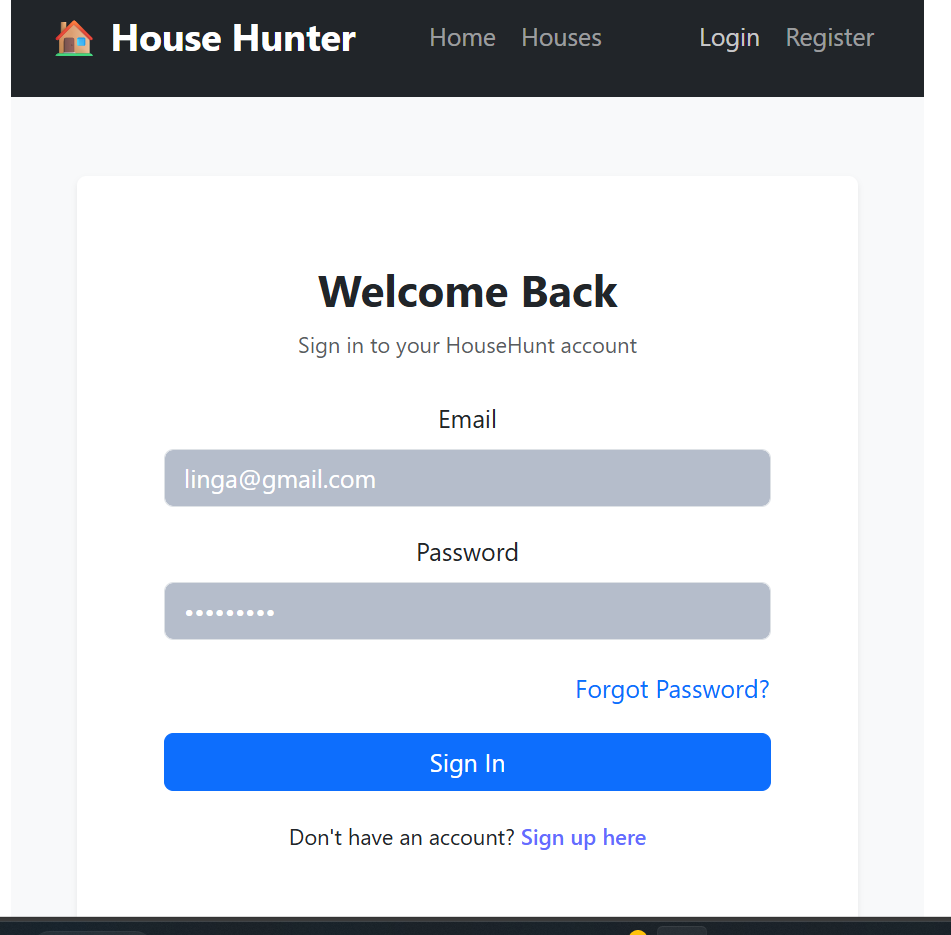 House Hunter Home Houses Login Register
Welcome Back
Sign in to your HouseHunt account
Email
linga@gmail.com
Password
•••••••••
Forgot Password?
Sign In
Don't have an account? Sign up here